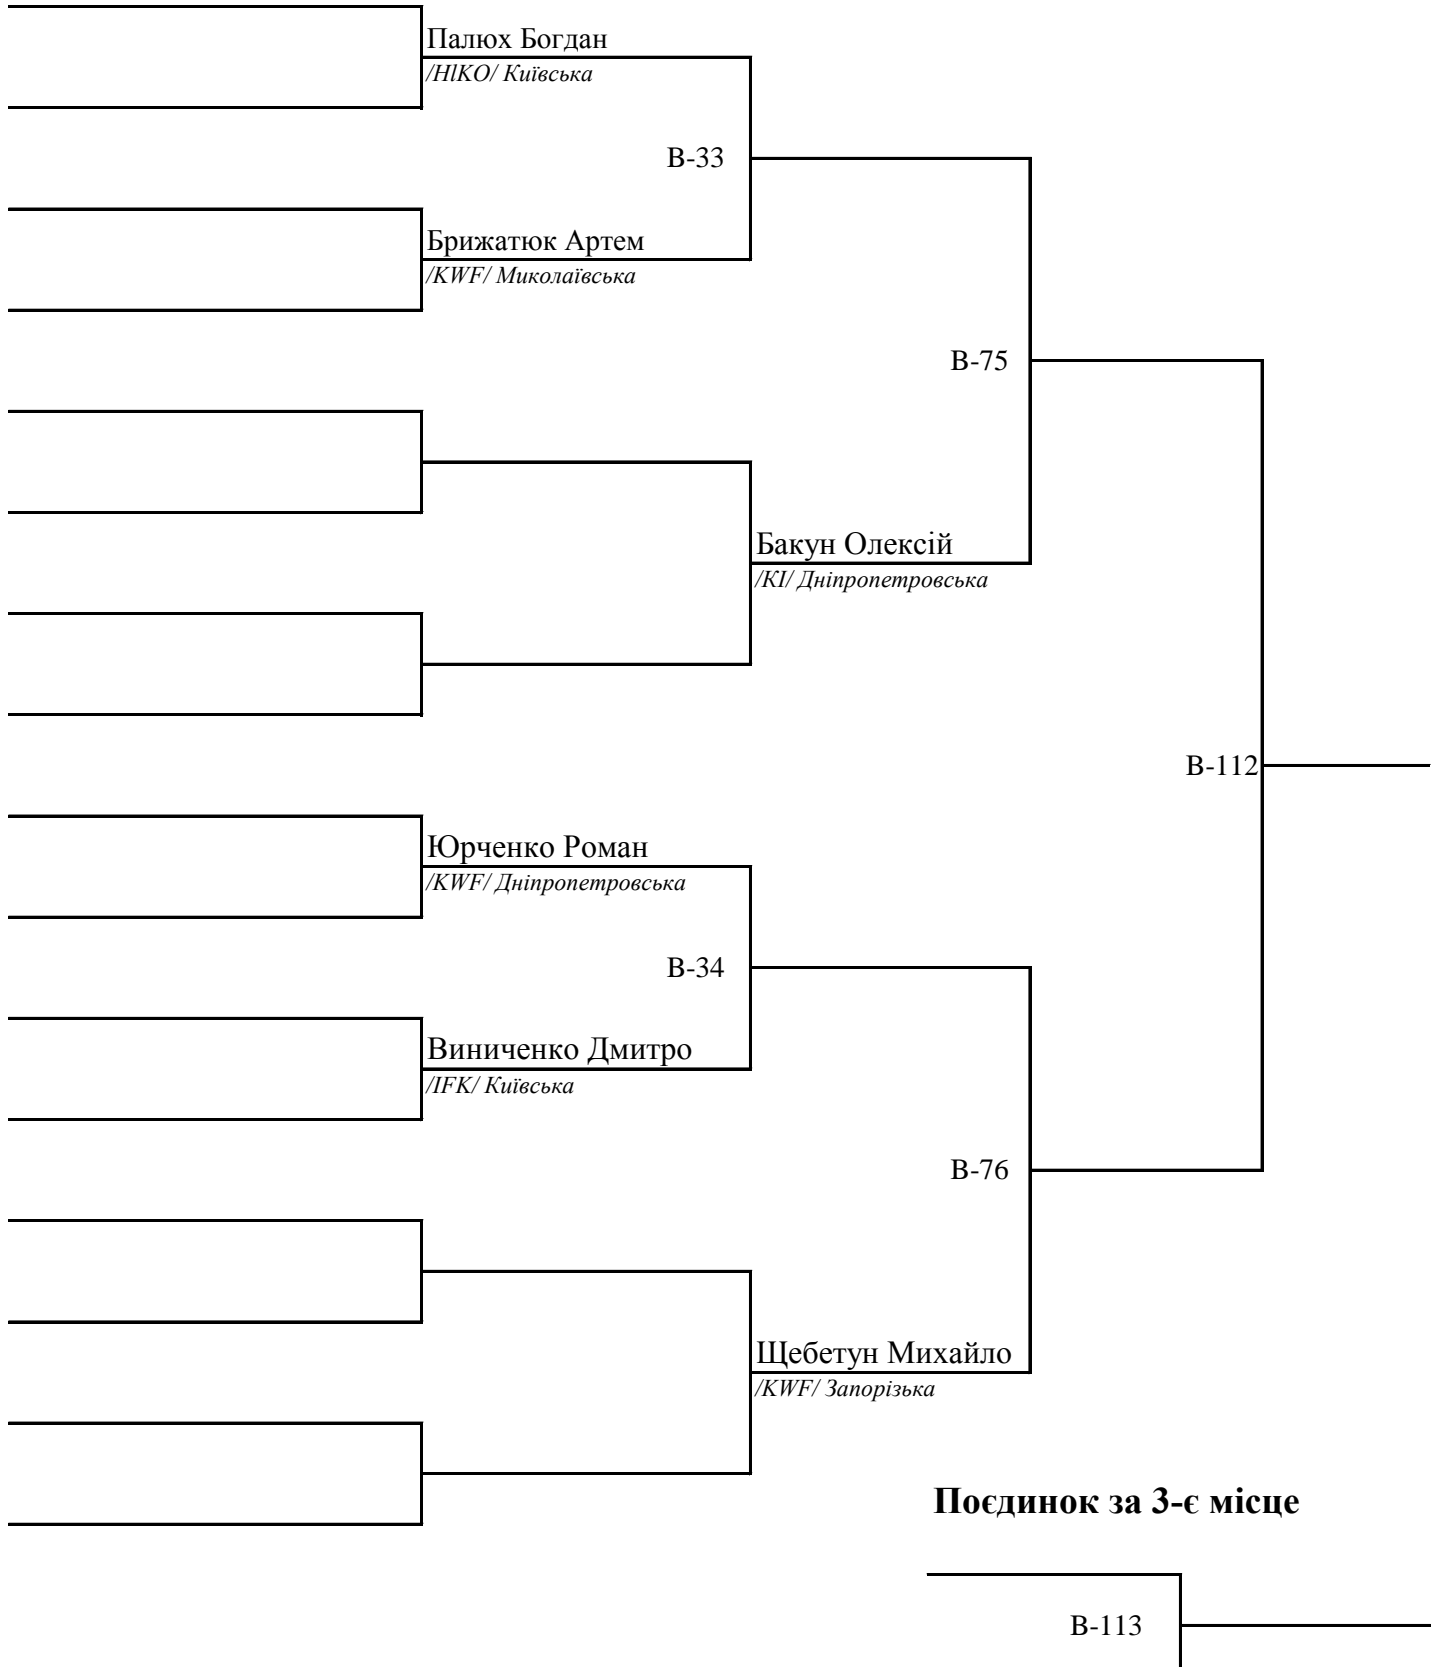 Палюх Богдан
/HIKO/ Київська
В-33
Брижатюк Артем
/KWF/ Миколаївська
В-75
Бакун Олексій
/KI/ Дніпропетровська
В-112
Юрченко Роман
/KWF/ Дніпропетровська
В-34
Виниченко Дмитро
/IFK/ Київська
В-76
Щебетун Михайло
/KWF/ Запорізька
Поєдинок за 3-є місце
В-113